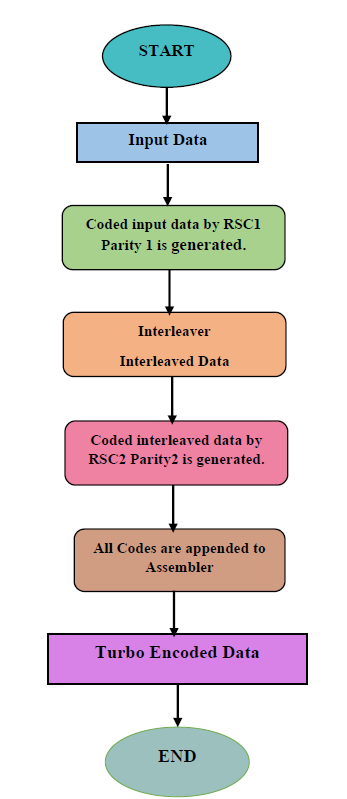 START
Input Data
Coded input data by RSC1
Parity 1 is generated.
Interleaver
Interleaved Data
Coded interleaved data by
RSC2 Parity2 is generated.
All Codes are appended to
Assembler
Turbo Encoded Data
END